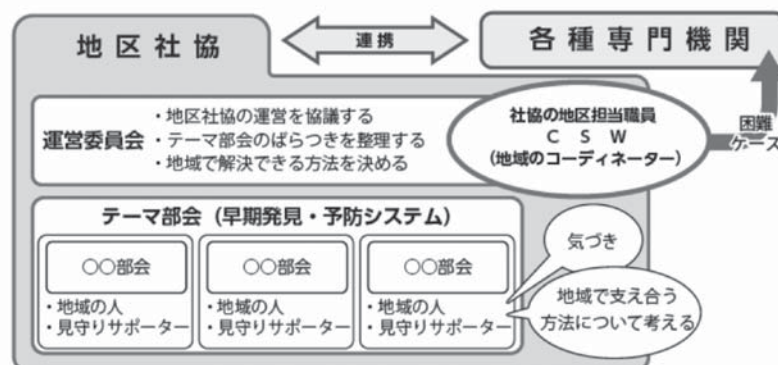 地区社協
連携
各種専門機関
運営委員会
・地区社協の運営を協議する
・テーマ部会のばらつきを整理する
・地域で解決できる方法を決める
社協の地区担当職員
CSW
(地域のコーディネーター)
困難
ケース
テーマ部会(早期発見・予防システム)
○○部会
・地域の人
・見守りサポーター
○○部会
・地域の人
・見守りサポーター
○○部会
・地域の人
・見守りサポーター
気づき
地域で支え合う
方法について考える